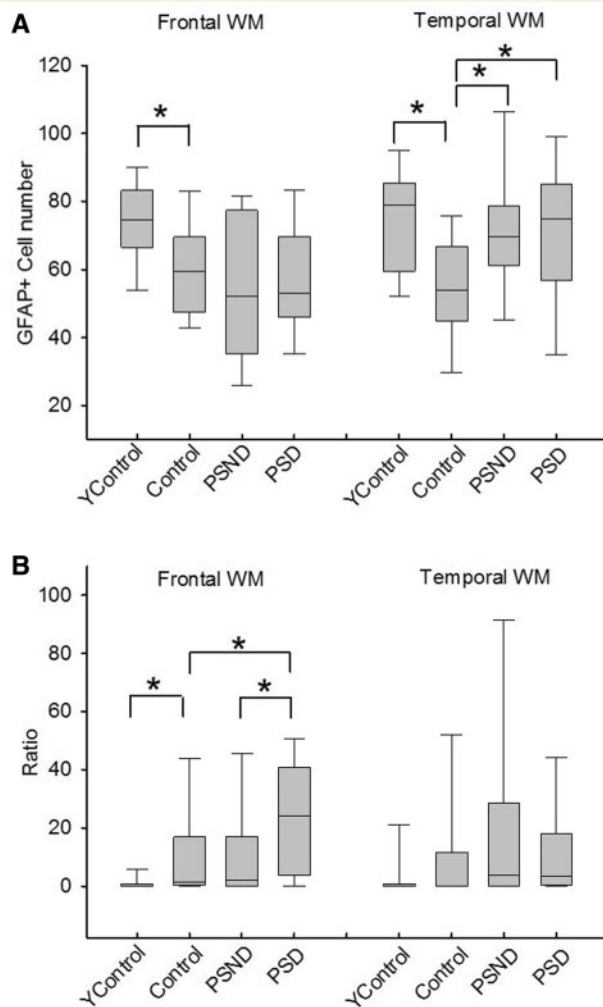 A
Frontal WM Temporal WM
GFAP+ Cell number
120
100
80
60
40
20
* * * *
YControl Control PSND PSD YControl Control PSND PSD
B
Frontal WM Temporal WM
Ratio
100
80
60
40
20
0
* * *
YControl Control PSND PSD YControl Control PSND PSD